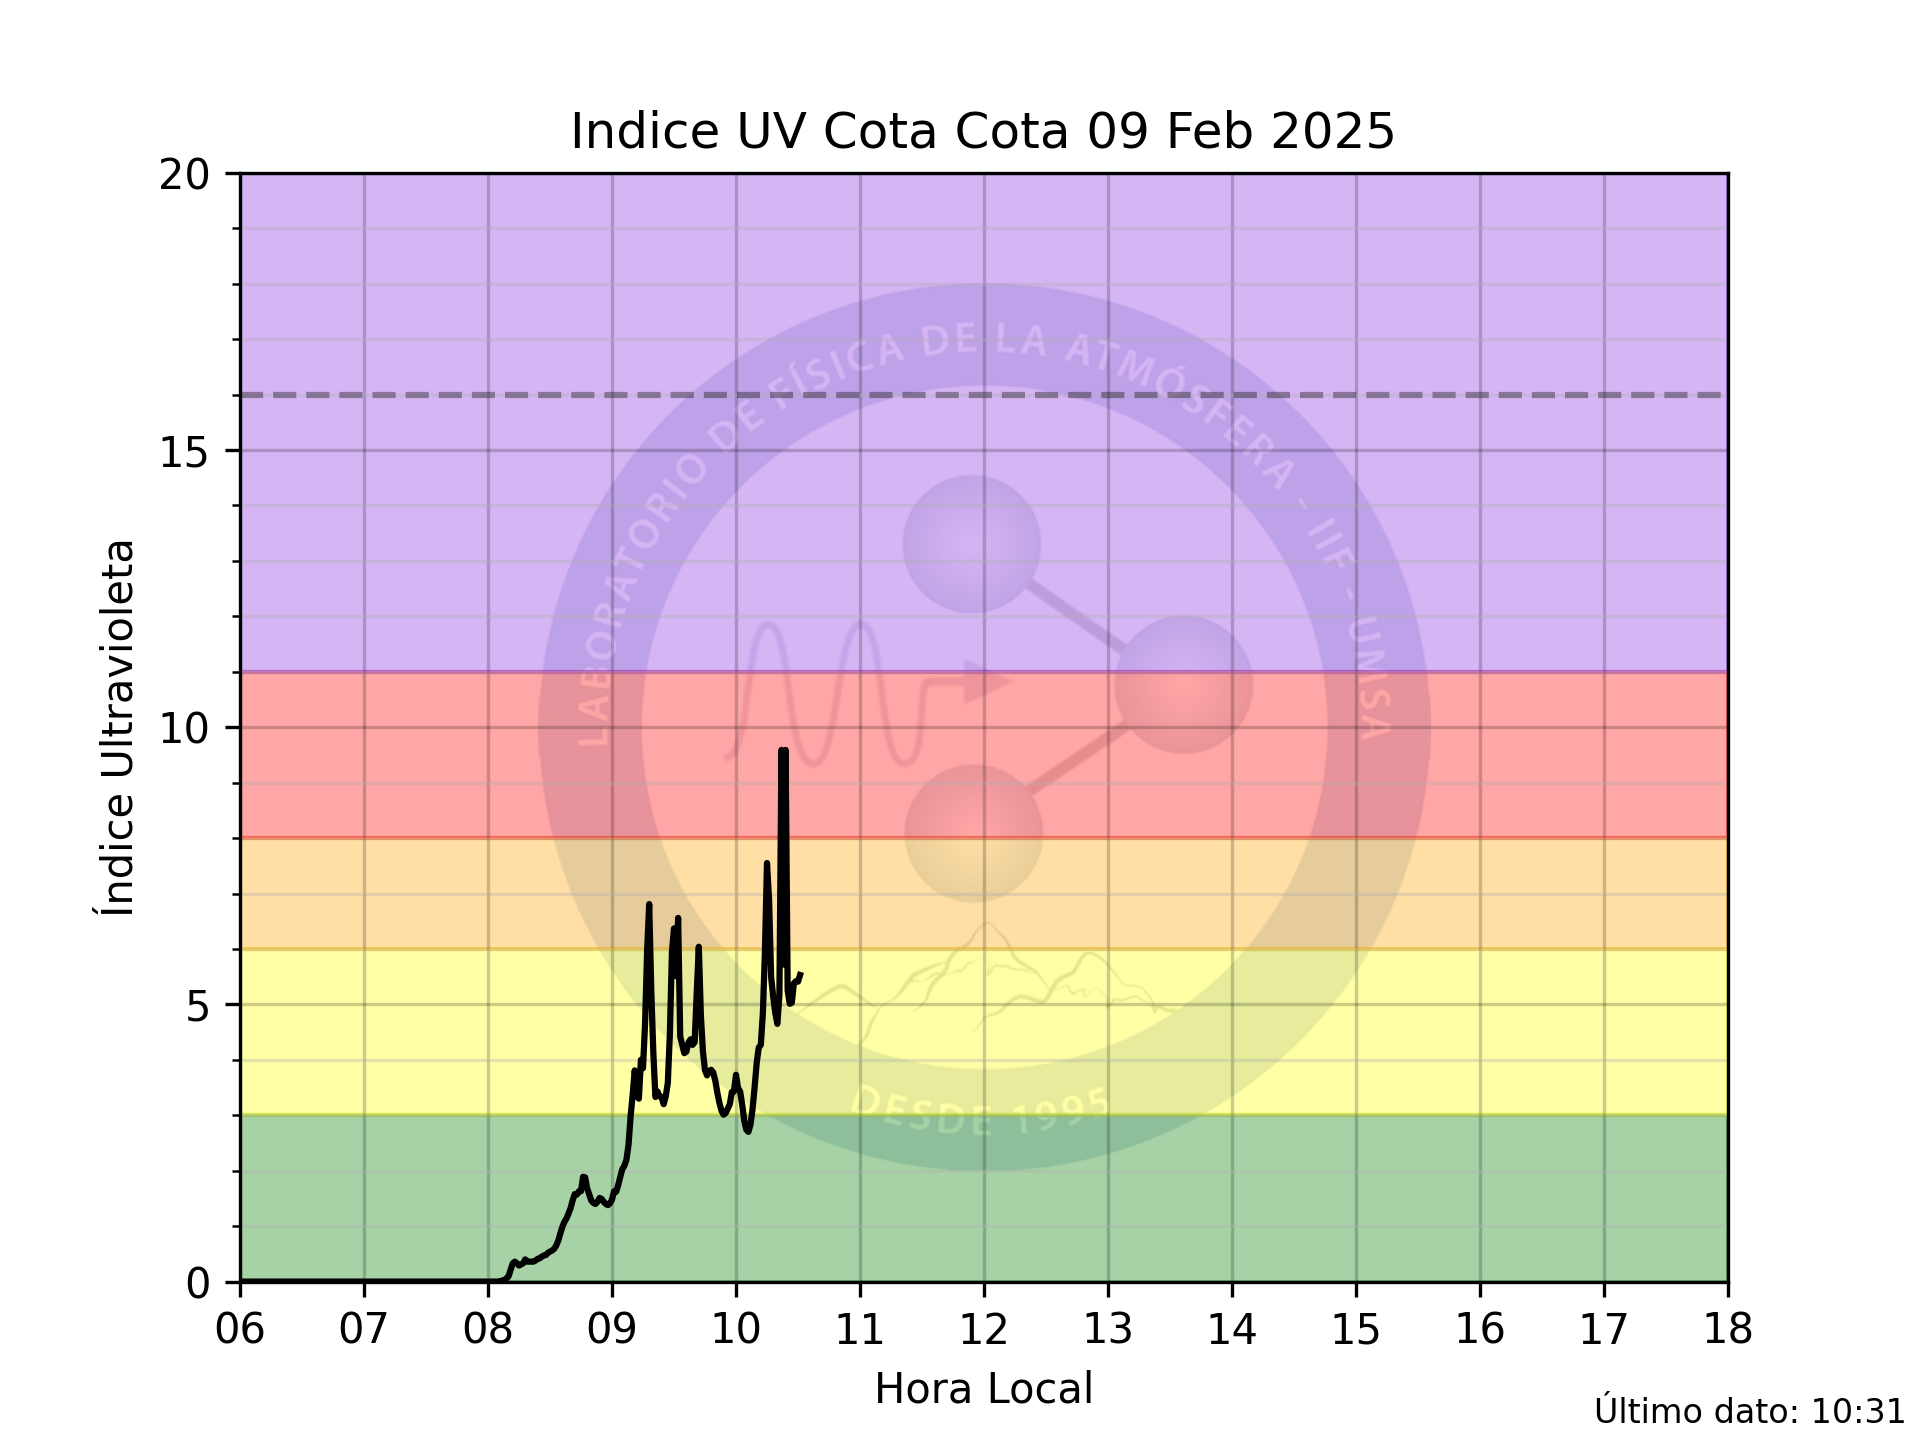 Indice UV Cota Cota 09 Feb 2025
20
15
10
5
0
Índice Ultravioleta
LABORATORIO DE FÍSICA DE LA ATMÓSFERA - IIF - UMSA
DESDE 1995
06 07 08 09 10 11 12 13 14 15 16 17 18
Hora Local
Último dato: 10:31